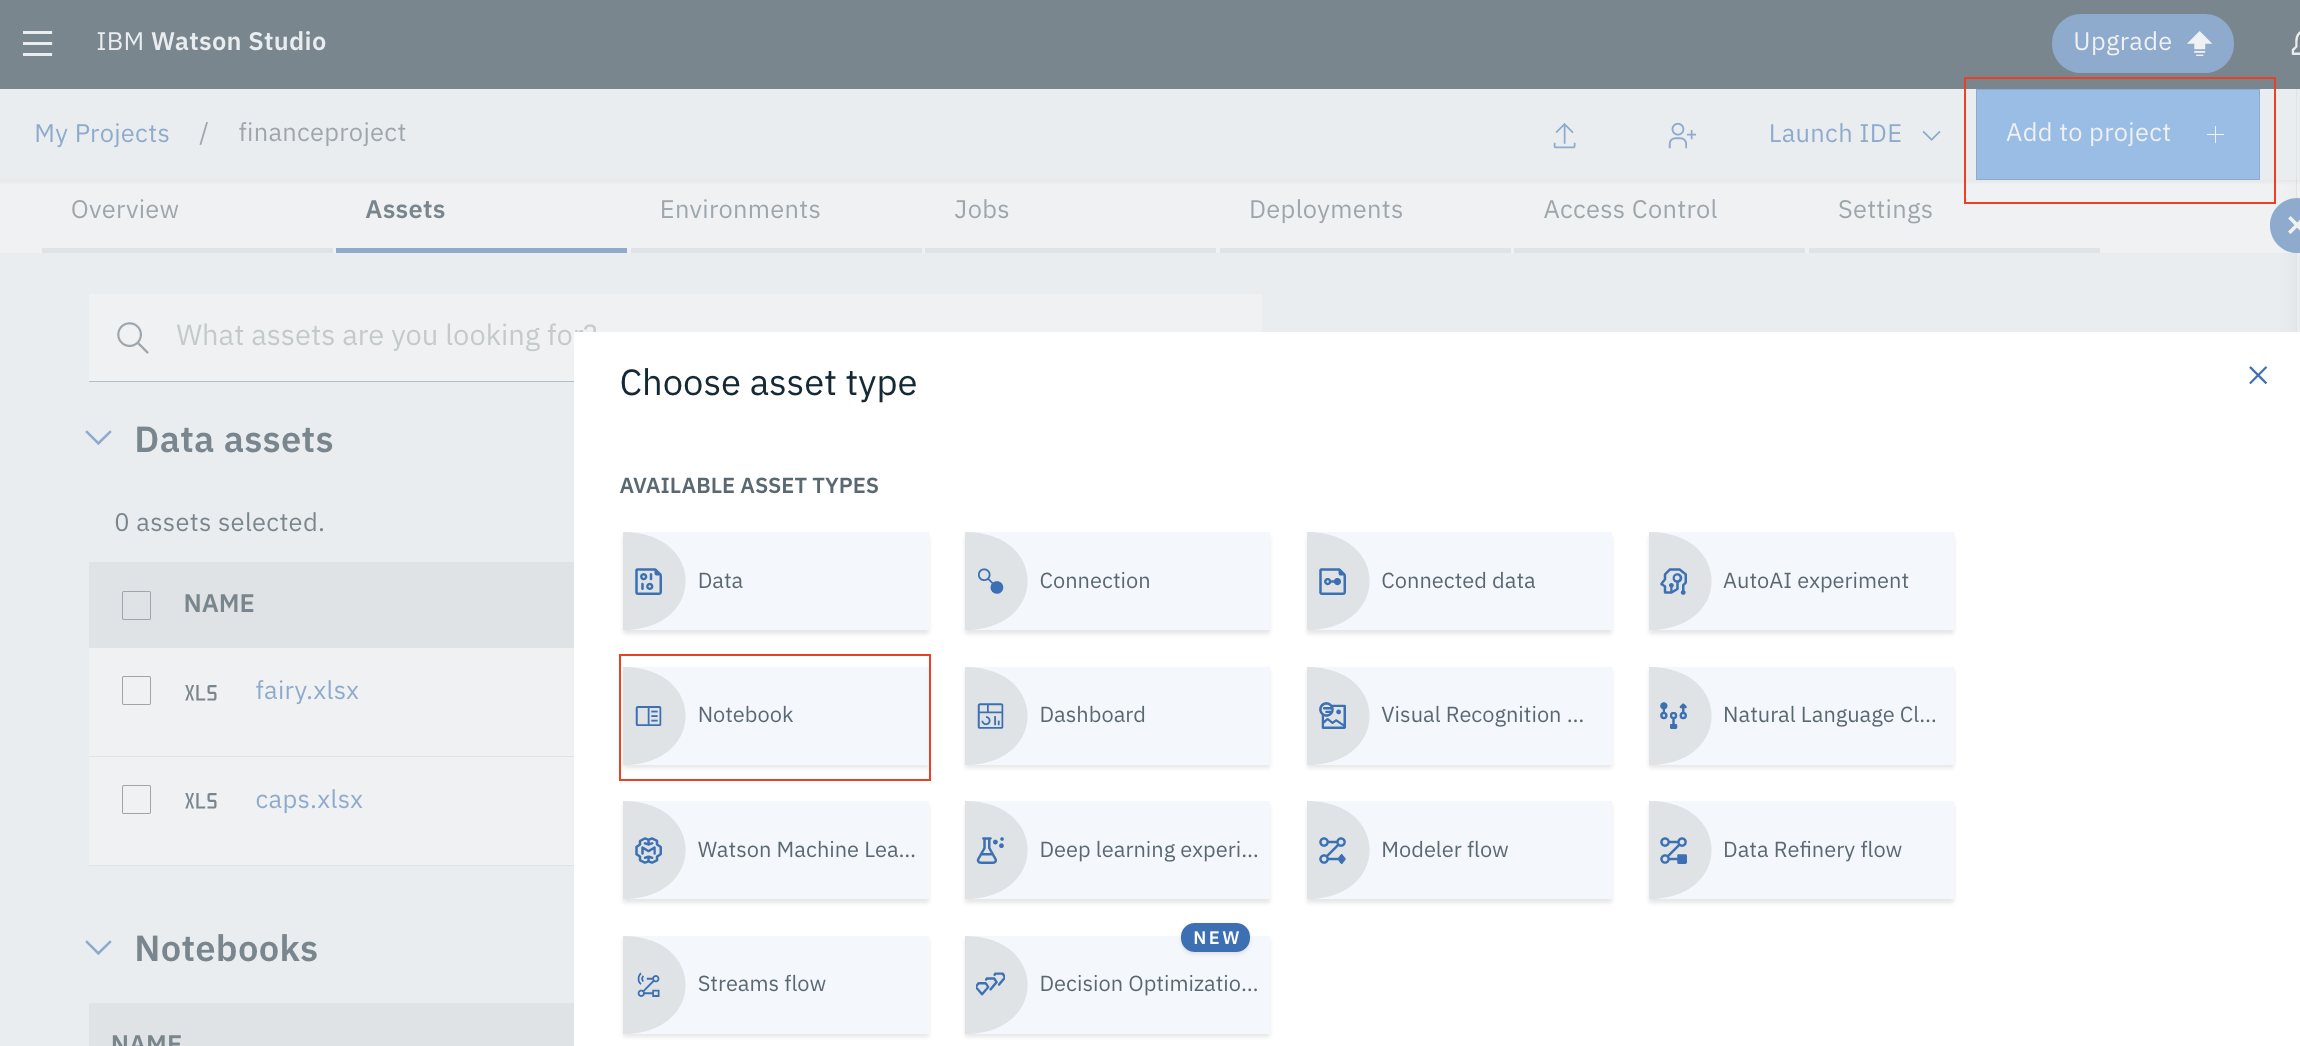 IBM Watson Studio
Upgrade
My Projects / financeproject
Launch IDE
Add to project +
Overview
Assets
Environments
Jobs
Deployments
Access Control
Settings
What assets are you looking for?
Data assets
0 assets selected.
NAME
XLS fairy.xlsx
XLS caps.xlsx
Notebooks
NAME
Choose asset type
AVAILABLE ASSET TYPES
Data
Connection
Connected data
AutoAI experiment
Notebook
Dashboard
Visual Recognition ...
Natural Language Cl...
Watson Machine Lea...
Deep learning experi...
Modeler flow
Data Refinery flow
Streams flow
NEW
Decision Optimizatio...